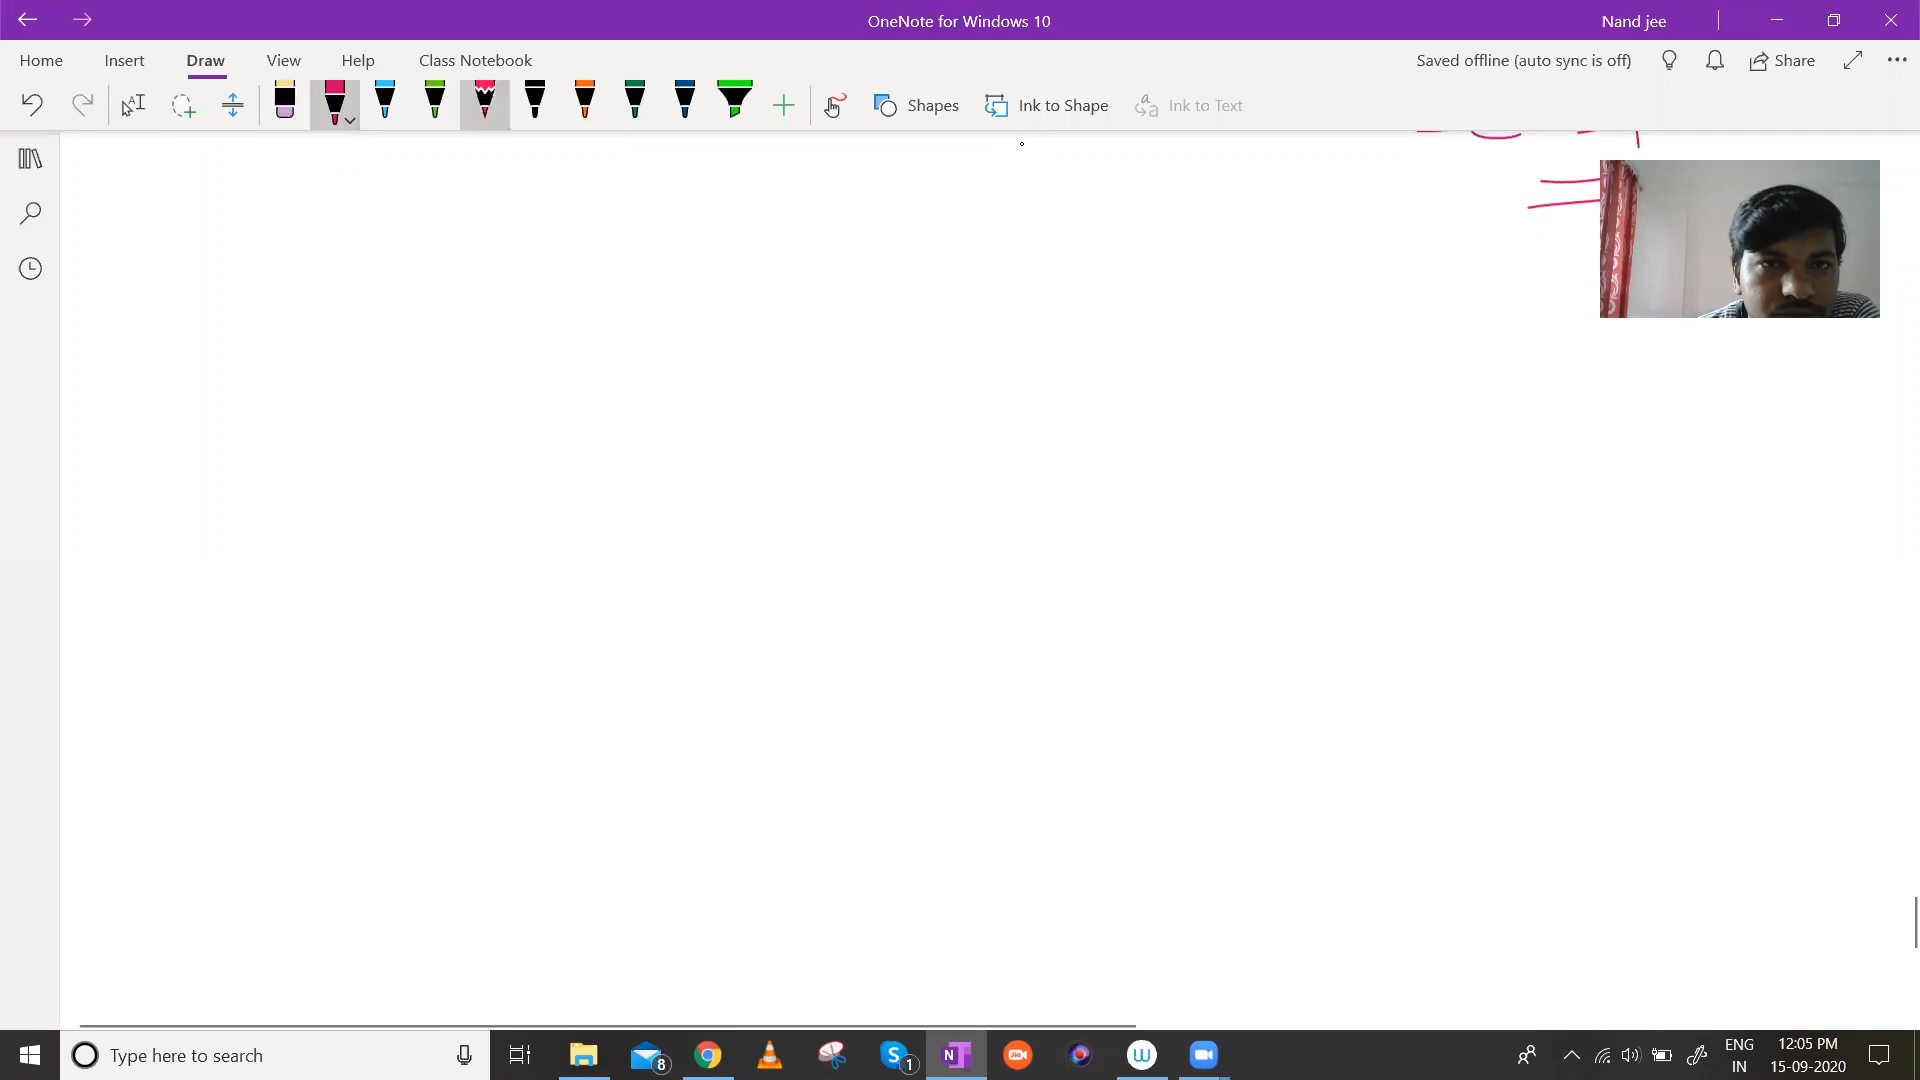 OneNote for Windows 10
Nand jee
Home Insert Draw View Help Class Notebook
Saved offline (auto sync is off) Share
Shapes Ink to Shape Ink to Text
Type here to search
8
1
ENG
IN
12:05 PM
15-09-2020